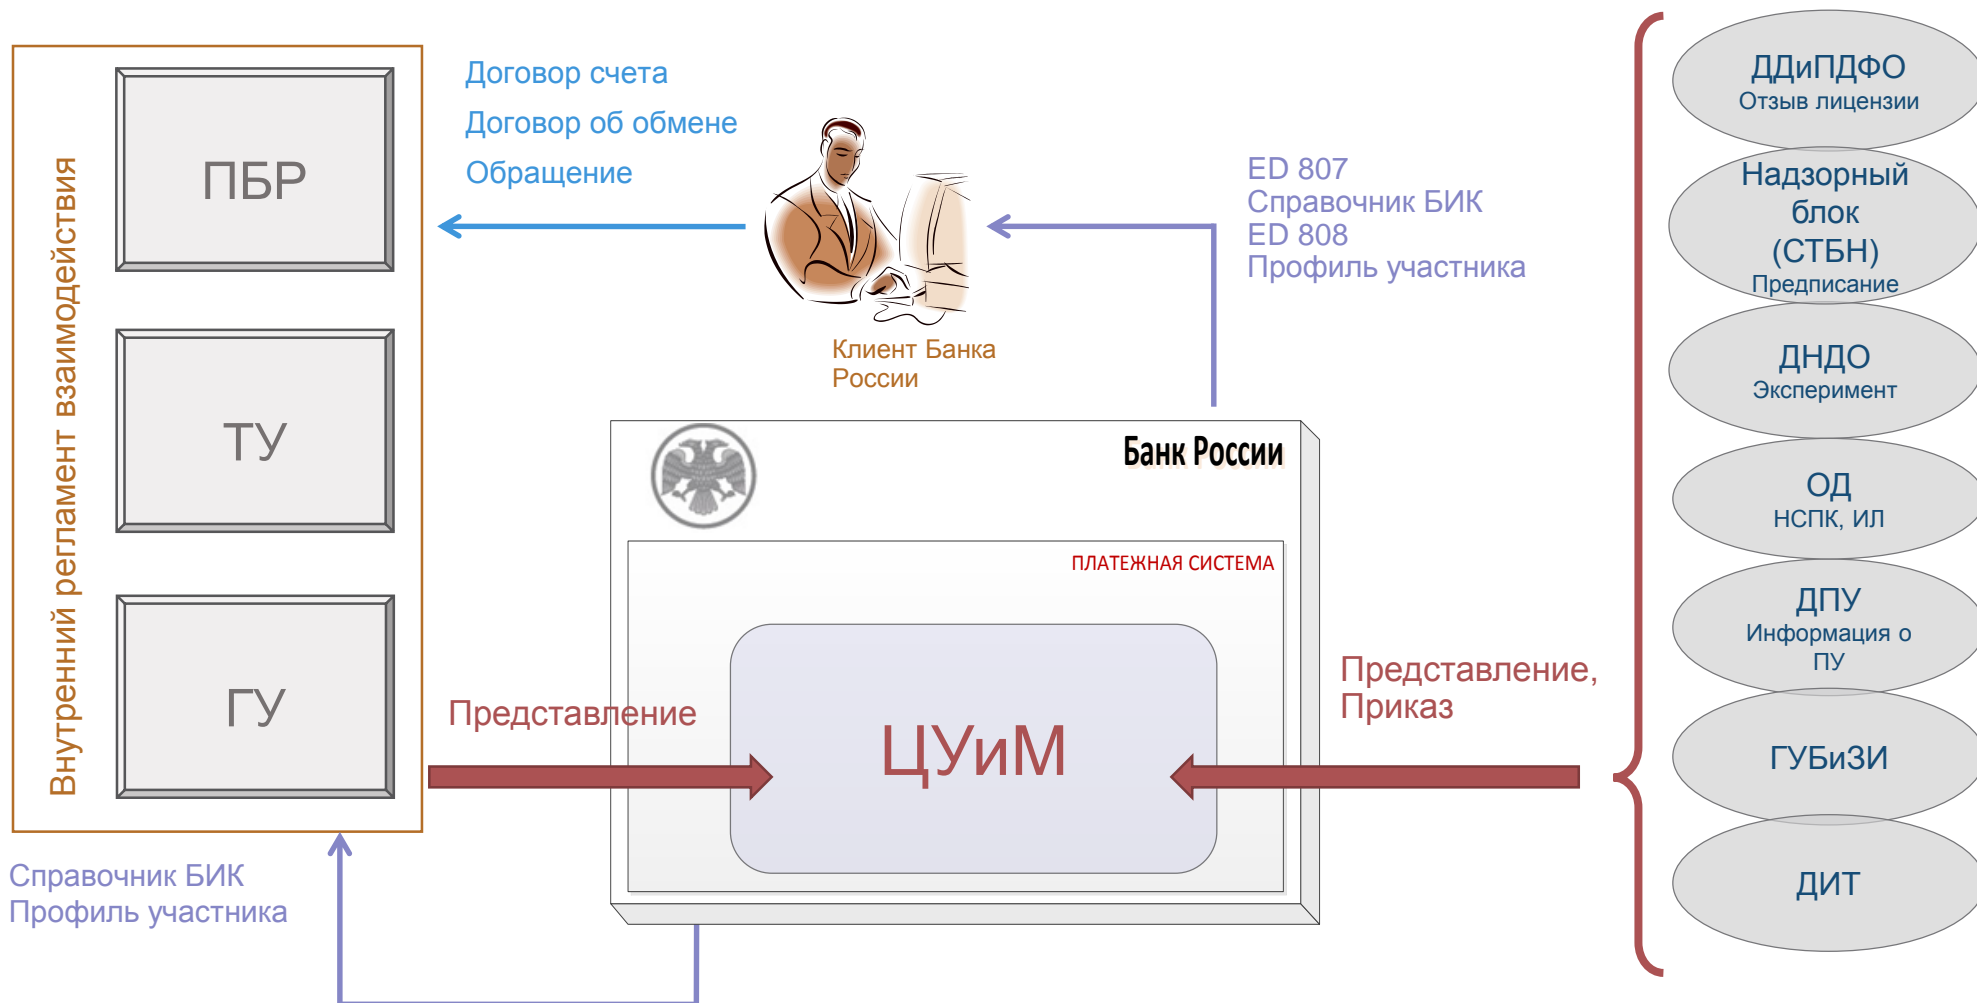 Внутренний регламент взаимодействия
ПБР
ТУ
ГУ
Договор счета
Договор об обмене
Обращение
Клиент Банка
России
ED 807
Справочник БИК
ED 808
Профиль участника
Банк России
ПЛАТЕЖНАЯ СИСТЕМА
ЦУиМ
Представление
Представление,
Приказ
Справочник БИК
Профиль участника
ДДиПДФО
Отзыв лицензии
Надзорный
блок
(СТБН)
Предписание
ДНДО
Эксперимент
ОД
НСПК, ИЛ
ДПУ
Информация о
ПУ
ГУБиЗИ
ДИТ